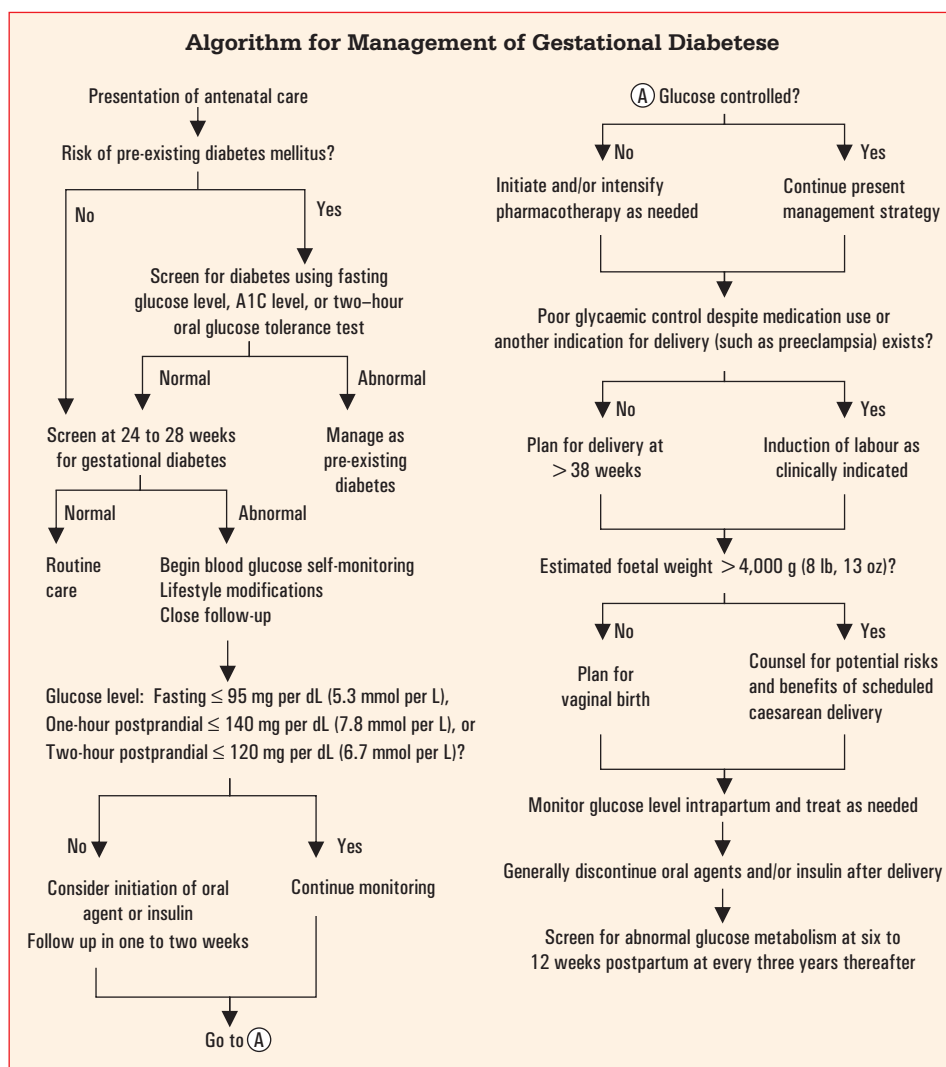 Algorithm for Management of Gestational Diabetese
Presentation of antenatal care
Risk of pre-existing diabetes mellitus?
No
Yes
Screen for diabetes using fasting
glucose level, A1C level, or two–hour
oral glucose tolerance test
Normal
Abnormal
Screen at 24 to 28 weeks
for gestational diabetes
Manage as
pre-existing
diabetes
Normal
Abnormal
Routine
care
Begin blood glucose self-monitoring
Lifestyle modifications
Close follow-up
Glucose level: Fasting ≤ 95 mg per dL (5.3 mmol per L),
One-hour postprandial ≤ 140 mg per dL (7.8 mmol per L), or
Two-hour postprandial ≤ 120 mg per dL (6.7 mmol per L)?
No
Yes
Consider initiation of oral
agent or insulin
Follow up in one to two weeks
Continue monitoring
Go to A
A Glucose controlled?
No
Yes
Initiate and/or intensify
pharmacotherapy as needed
Continue present
management strategy
Poor glycaemic control despite medication use or
another indication for delivery (such as preeclampsia) exists?
No
Yes
Plan for delivery at
> 38 weeks
Induction of labour as
clinically indicated
Estimated foetal weight > 4,000 g (8 lb, 13 oz)?
No
Yes
Plan for
vaginal birth
Counsel for potential risks
and benefits of scheduled
caesarean delivery
Monitor glucose level intrapartum and treat as needed
Generally discontinue oral agents and/or insulin after delivery
Screen for abnormal glucose metabolism at six to
12 weeks postpartum at every three years thereafter